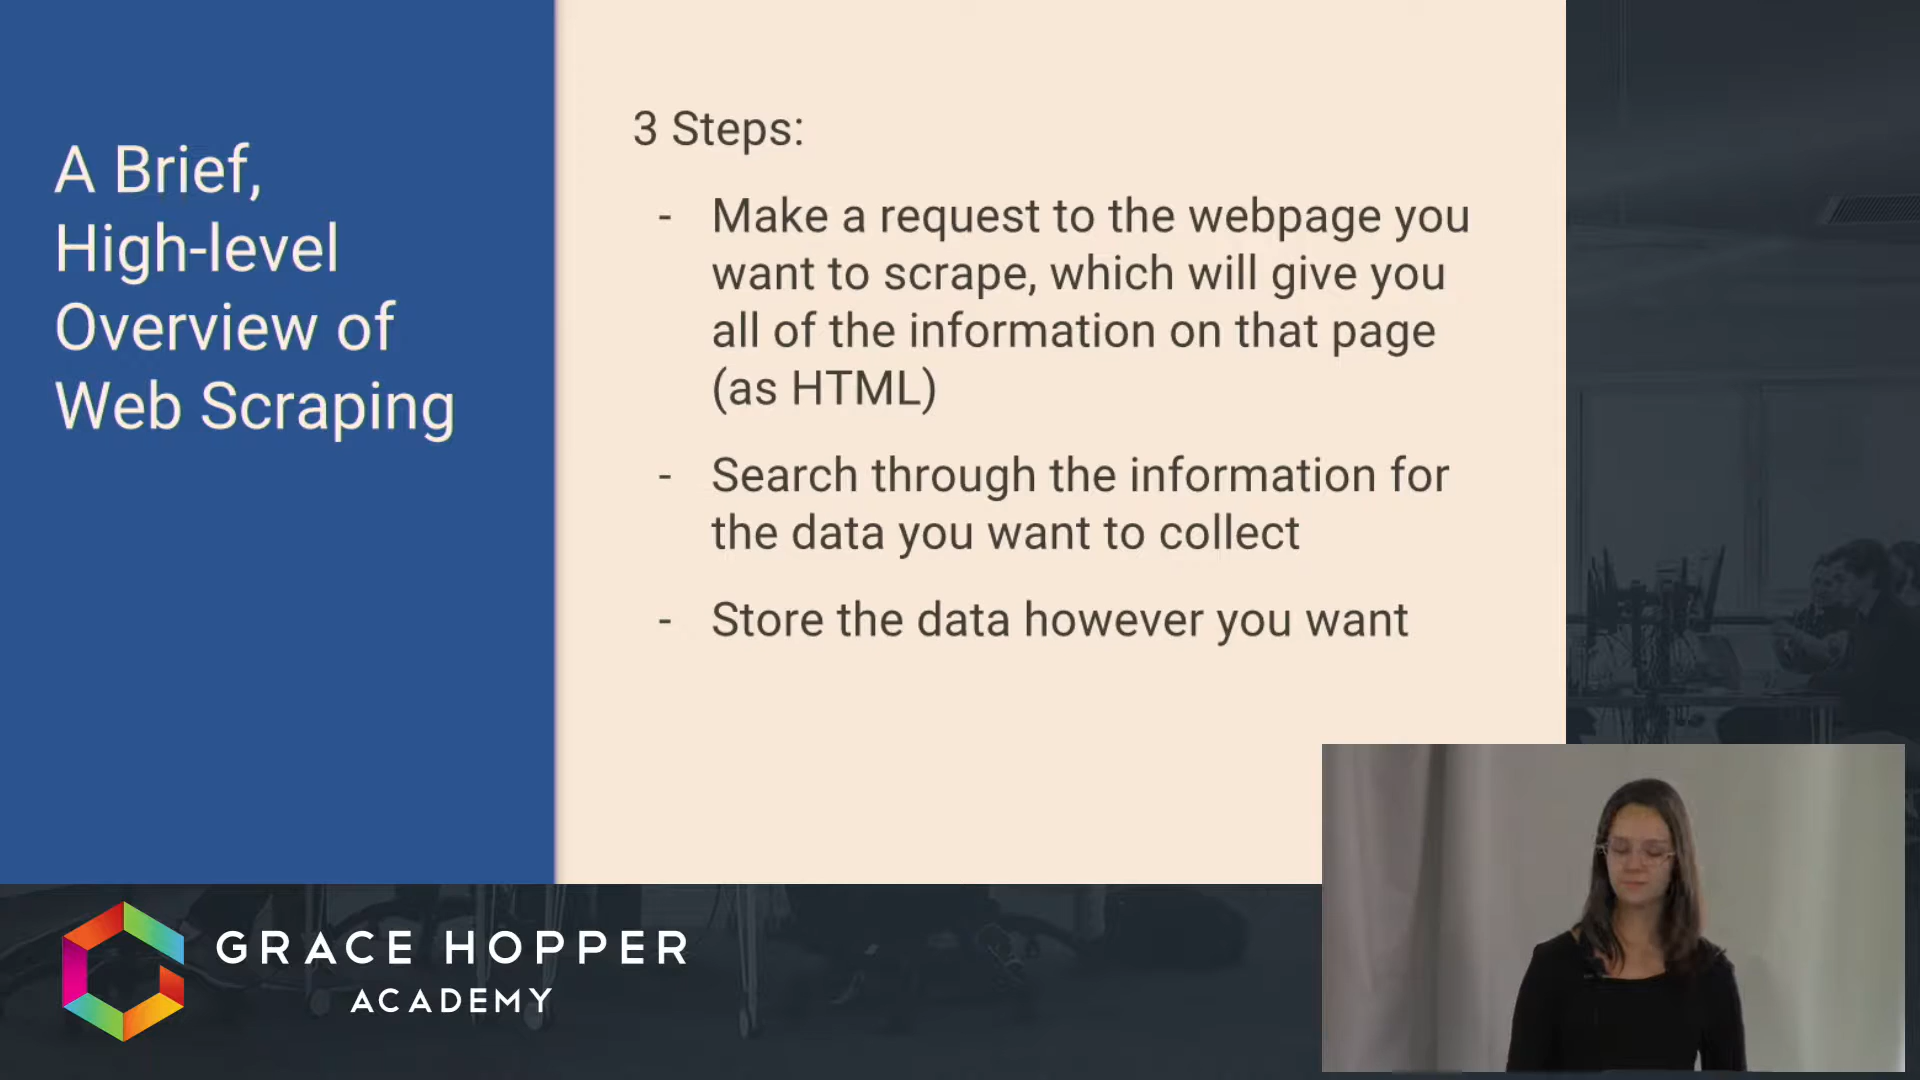 A Brief,
High-level
Overview of
Web Scraping
3 Steps:
- Make a request to the webpage you
want to scrape, which will give you
all of the information on that page
(as HTML)
- Search through the information for
the data you want to collect
- Store the data however you want
GRACE HOPPER
ACADEMY